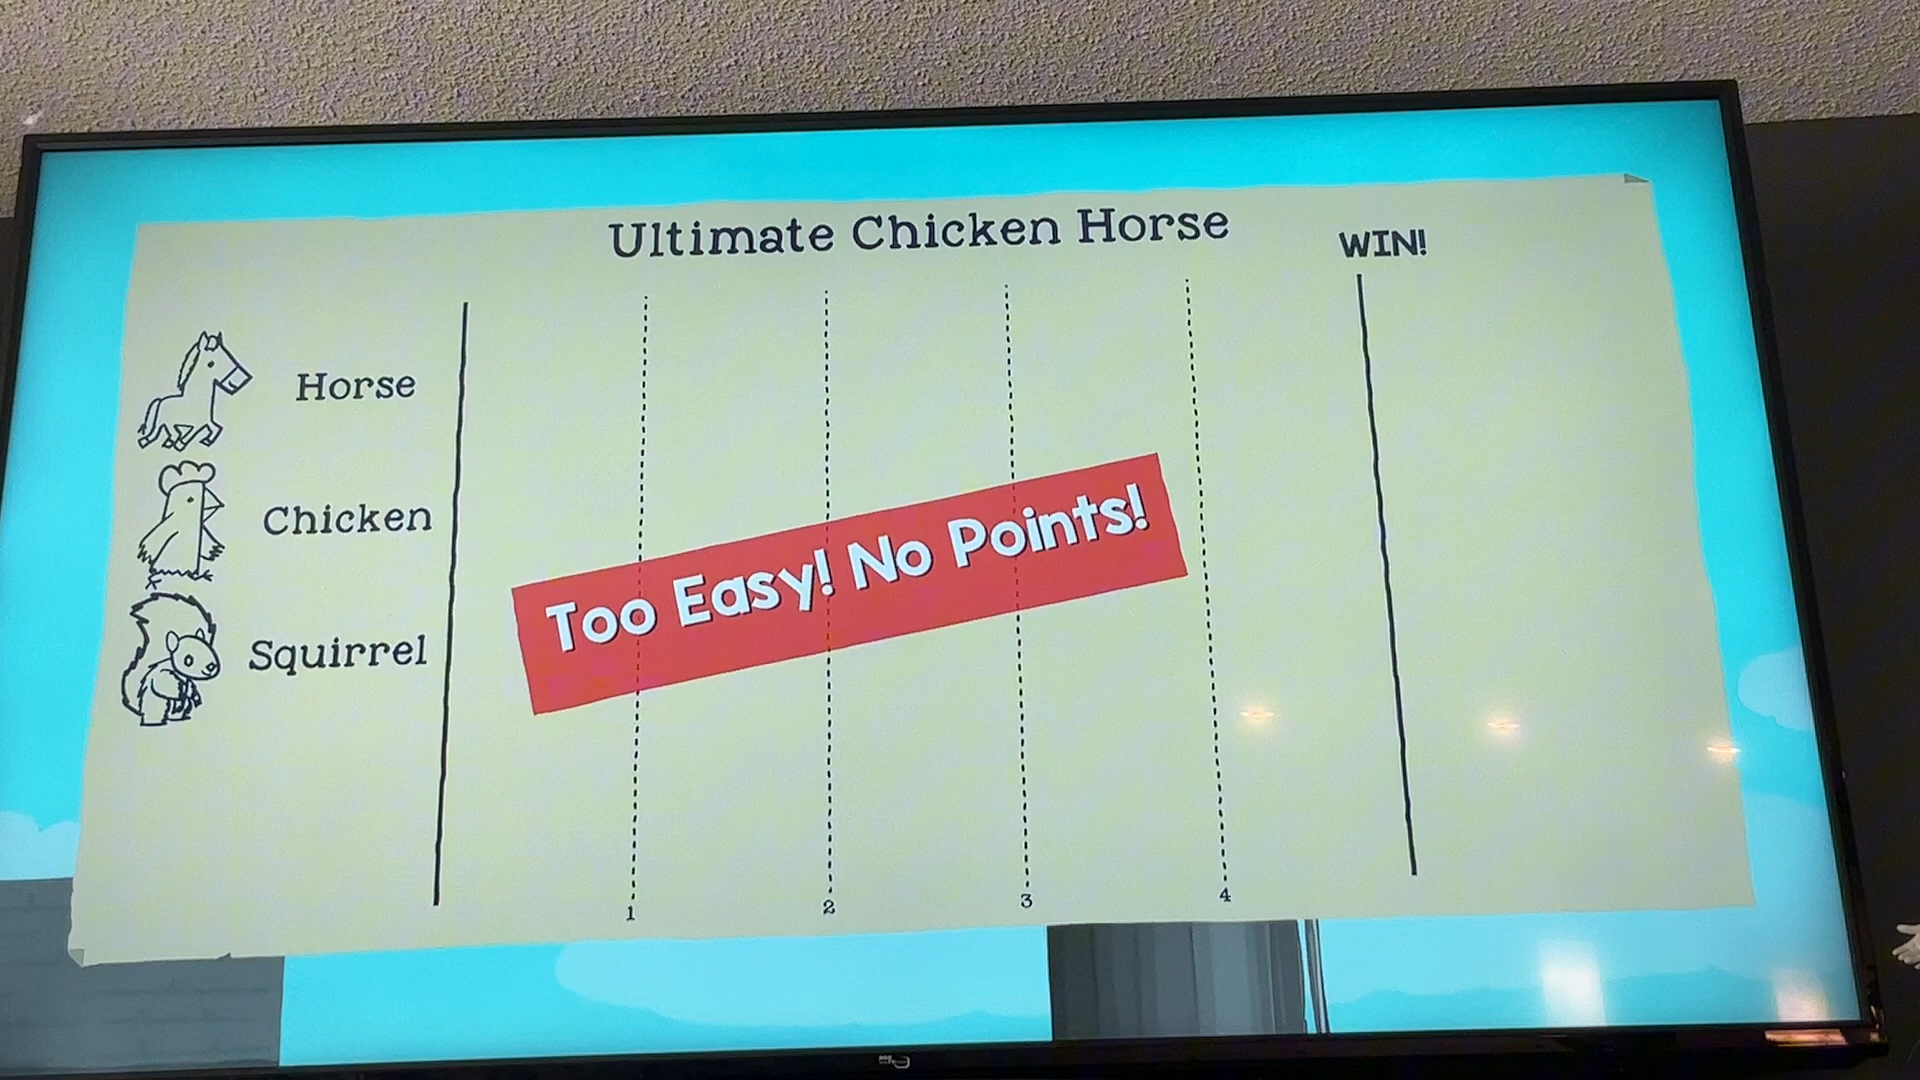 Ultimate Chicken Horse
WIN!
Horse
Chicken
Squirrel
Too Easy! No Points!
1
2
3
4